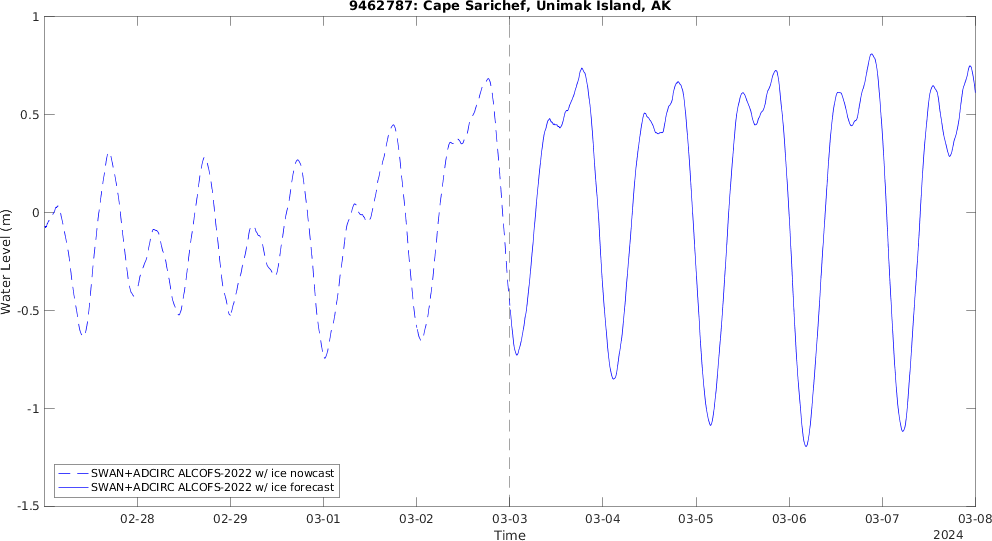 9462787: Cape Sarichef, Unimak Island, AK
Water Level (m)
1
0.5
0
-0.5
-1
-1.5
SWAN+ADCIRC ALCOFS-2022 w/ ice nowcast
SWAN+ADCIRC ALCOFS-2022 w/ ice forecast
02-28 02-29 03-01 03-02 03-03 03-04 03-05 03-06 03-07 03-08
Time
2024